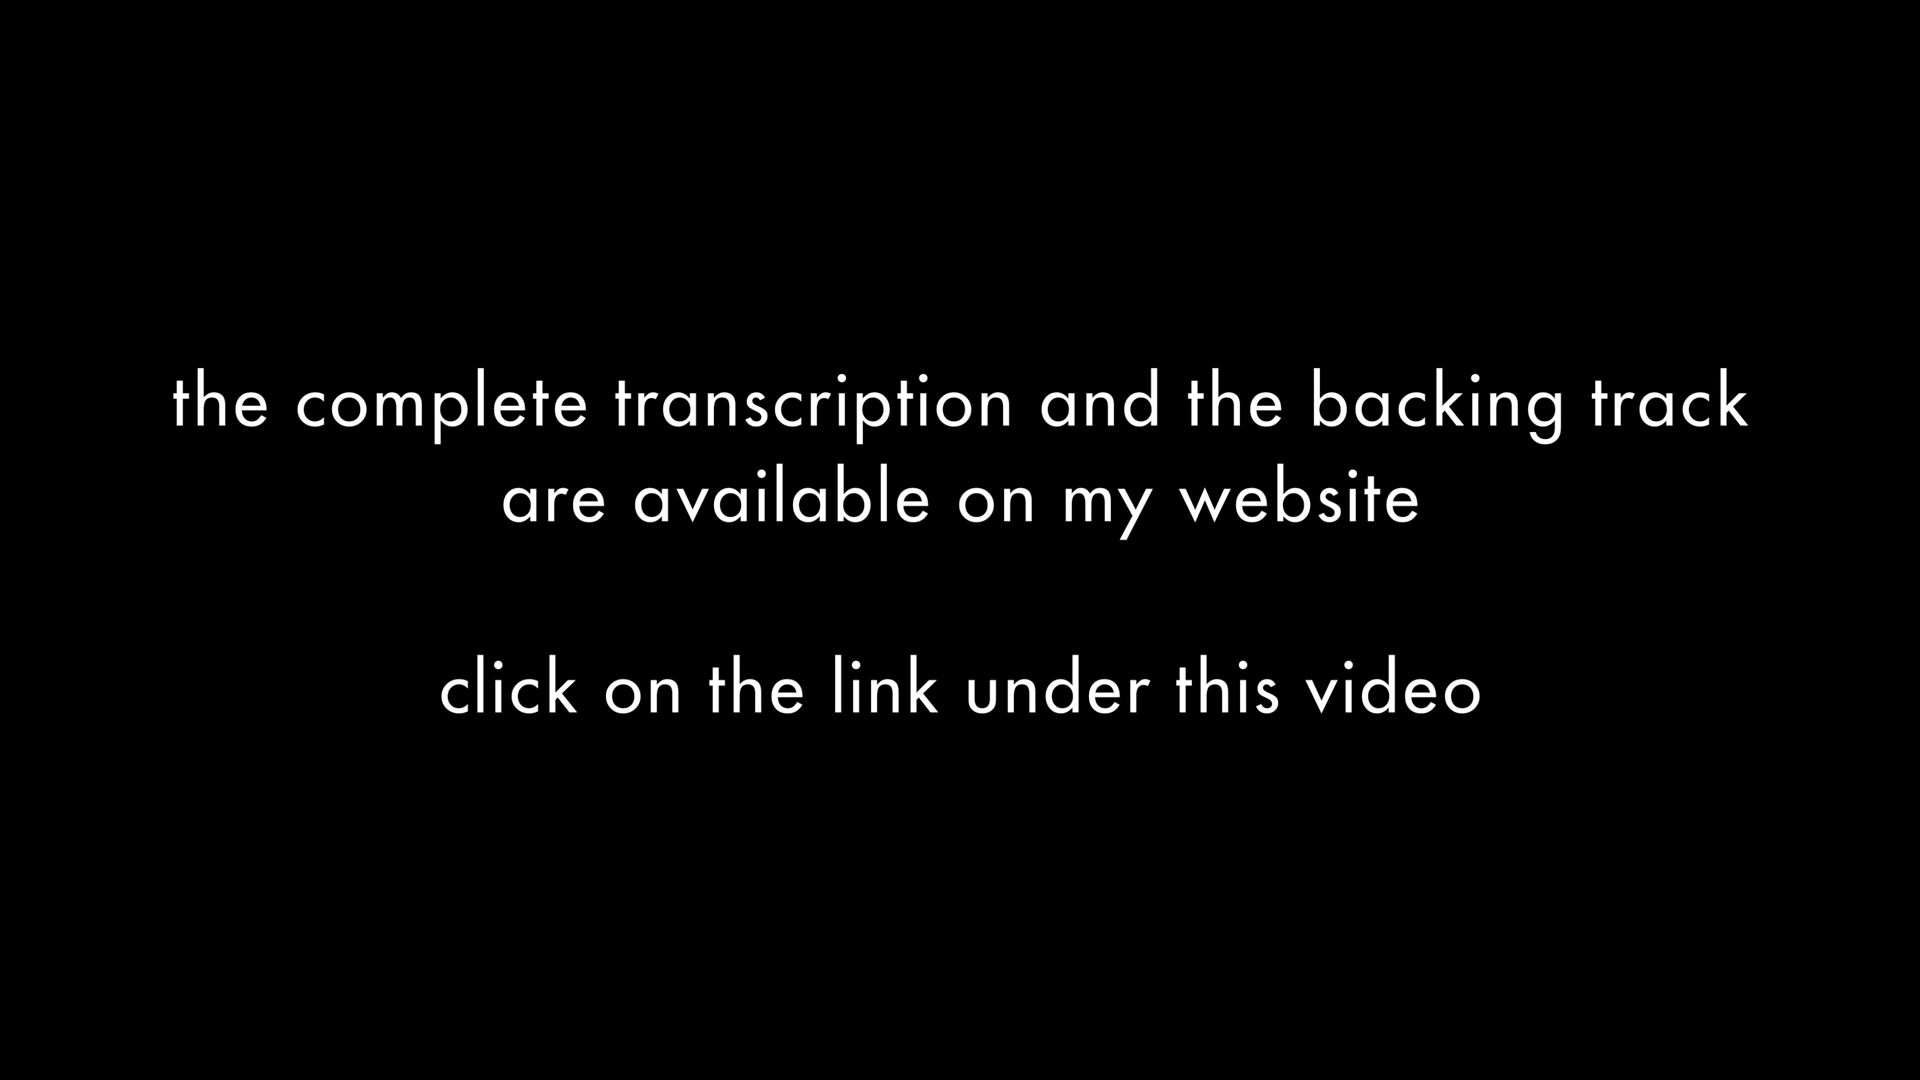 the complete transcription and the backing track
are available on my website
click on the link under this video